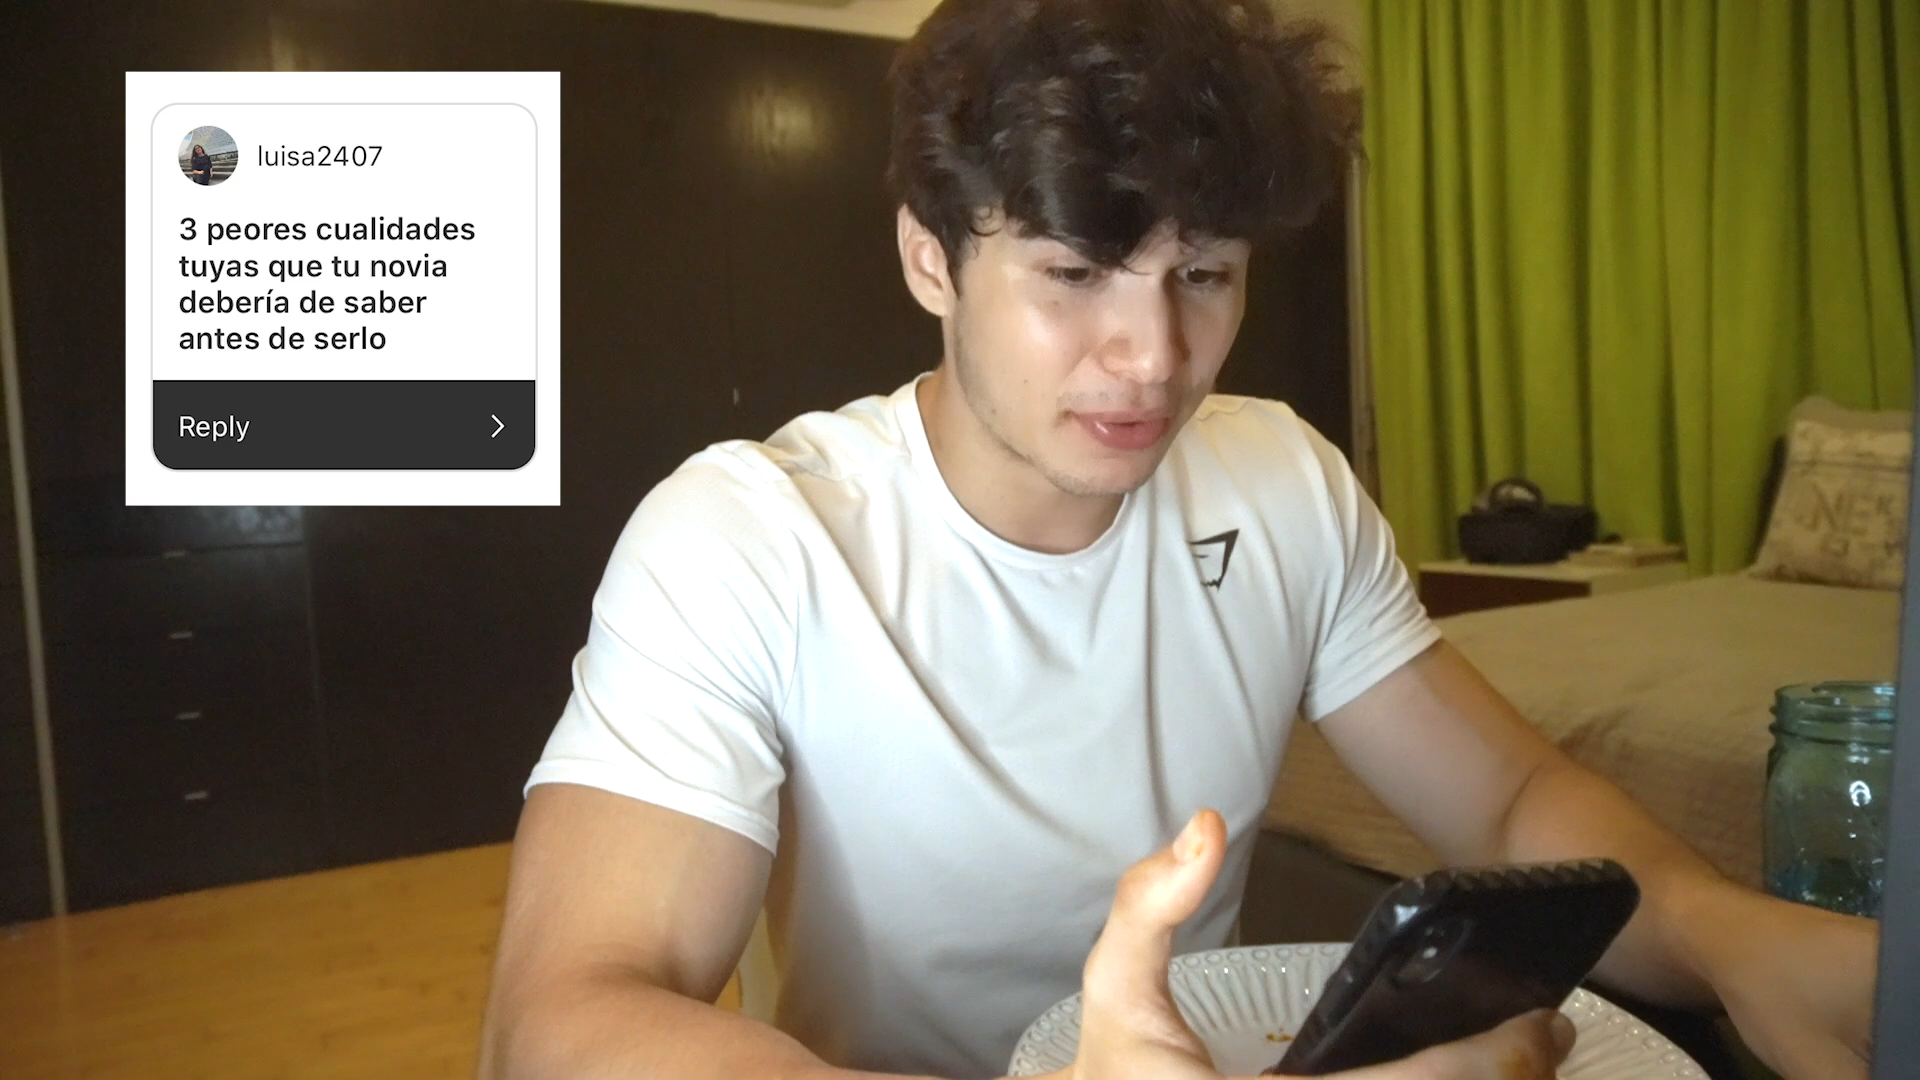 luisa2407
3 peores cualidades
tuyas que tu novia
debería de saber
antes de serlo
Reply